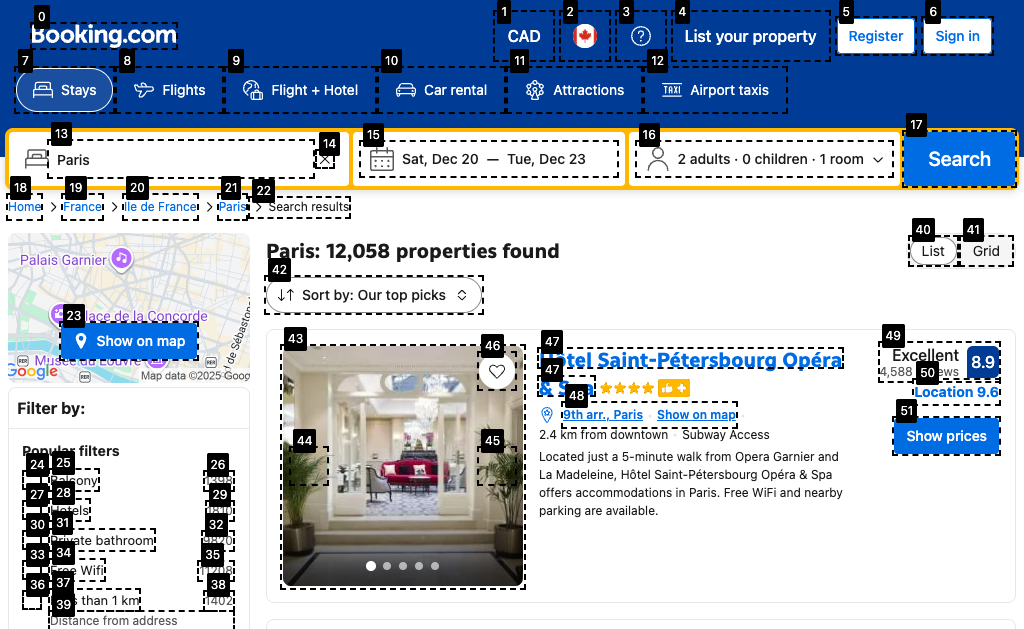 Booking.com
CAD
List your property
Register
Sign in
Stays
Flights
Flight + Hotel
Car rental
Attractions
Airport taxis
Paris
Sat, Dec 20 — Tue, Dec 23
2 adults · 0 children · 1 room
Search
Home
France
Ile de France
Paris
Search results
Palais Garnier
Place de la Concorde
Musée du Louvre
Show on map
Google
Map data ©2025 Goog
Paris: 12,058 properties found
List
Grid
Sort by: Our top picks
Filter by:
Popular filters
Balcony
Hotels
Private bathroom
9820
Free Wifi
11208
Less than 1 km
1402
Distance from address
Hôtel Saint-Pétersbourg Opéra
& Spa
9th arr., Paris
Show on map
2.4 km from downtown · Subway Access
Located just a 5-minute walk from Opera Garnier and
La Madeleine, Hôtel Saint-Pétersbourg Opéra & Spa
offers accommodations in Paris. Free WiFi and nearby
parking are available.
Excellent
4,588 reviews
8.9
Location 9.6
Show prices
0
1
2
3
4
5
6
7
8
9
10
11
12
13
14
15
16
17
18
19
20
21
22
23
24
25
26
27
28
29
30
31
32
33
34
35
36
37
38
39
40
41
42
43
44
45
46
47
47
48
49
50
51